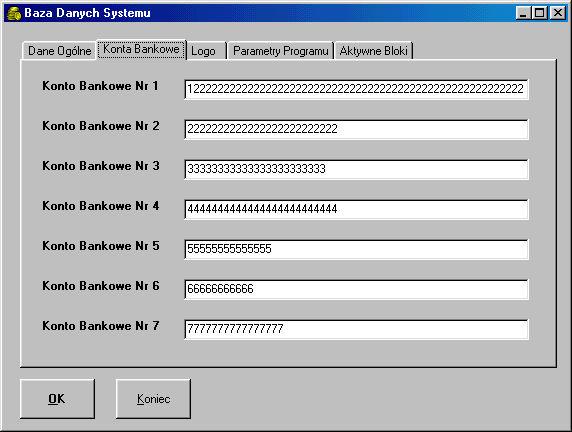 Baza Danych Systemu
Dane Ogólne Konta Bankowe Logo Parametry Programu Aktywne Bloki
Konto Bankowe Nr 1 12222222222222222222222222222222222222222222222222222222
Konto Bankowe Nr 2 2222222222222222222222222
Konto Bankowe Nr 3 33333333333333333333333
Konto Bankowe Nr 4 4444444444444444444444444
Konto Bankowe Nr 5 55555555555555
Konto Bankowe Nr 6 66666666666
Konto Bankowe Nr 7 7777777777777777
OK Koniec